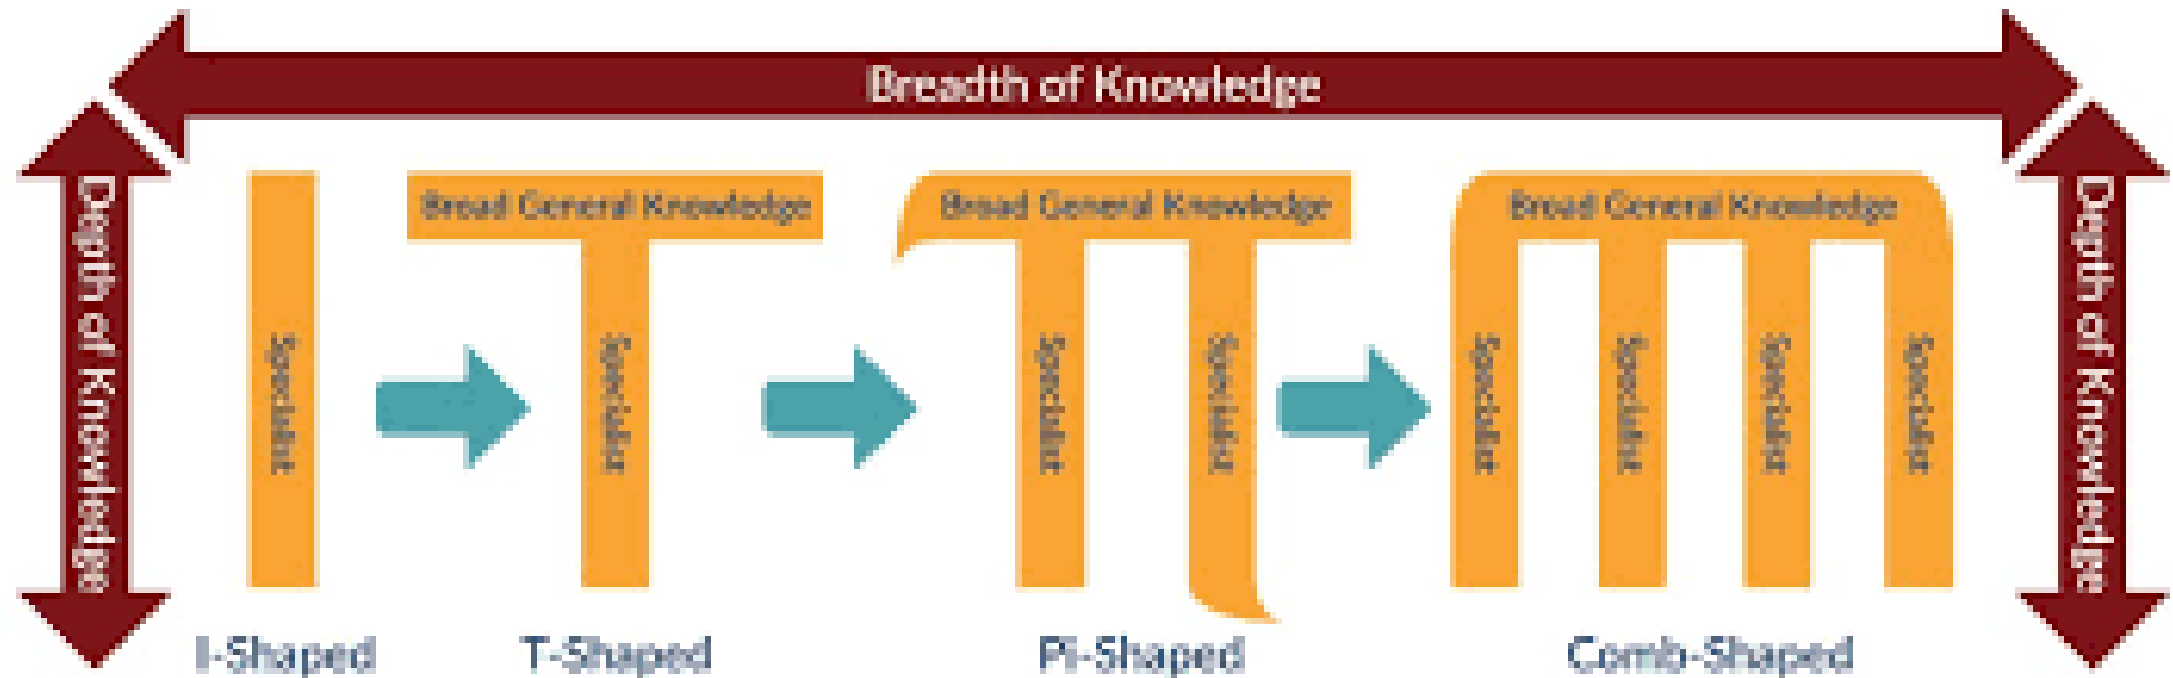 Breadth of Knowledge
Depth of Knowledge
Specialist
I-Shaped
Broad General Knowledge
Specialist
T-Shaped
Broad General Knowledge
Specialist
Specialist
Pi-Shaped
Broad General Knowledge
Specialist
Specialist
Specialist
Specialist
Comb-Shaped
Depth of Knowledge